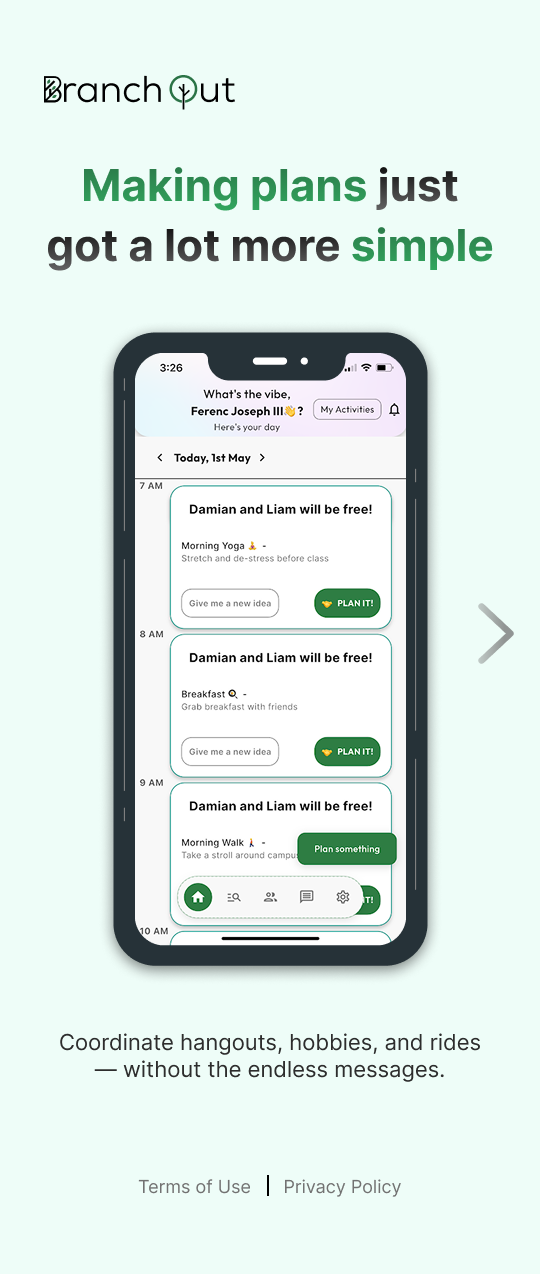 Branch Out
Making plans just
got a lot more simple
3:26
What's the vibe,
Ferenc Joseph III👋?
My Activities
Here's your day
Today, 1st May
7 AM
Damian and Liam will be free!
Morning Yoga 🧘 -
Stretch and de-stress before class
Give me a new idea
🤝 PLAN IT!
8 AM
Damian and Liam will be free!
Breakfast 🍳 -
Grab breakfast with friends
Give me a new idea
🤝 PLAN IT!
9 AM
Damian and Liam will be free!
Morning Walk 🚶 -
Take a stroll around campus
Plan something
IT!
10 AM
Coordinate hangouts, hobbies, and rides
— without the endless messages.
Terms of Use | Privacy Policy